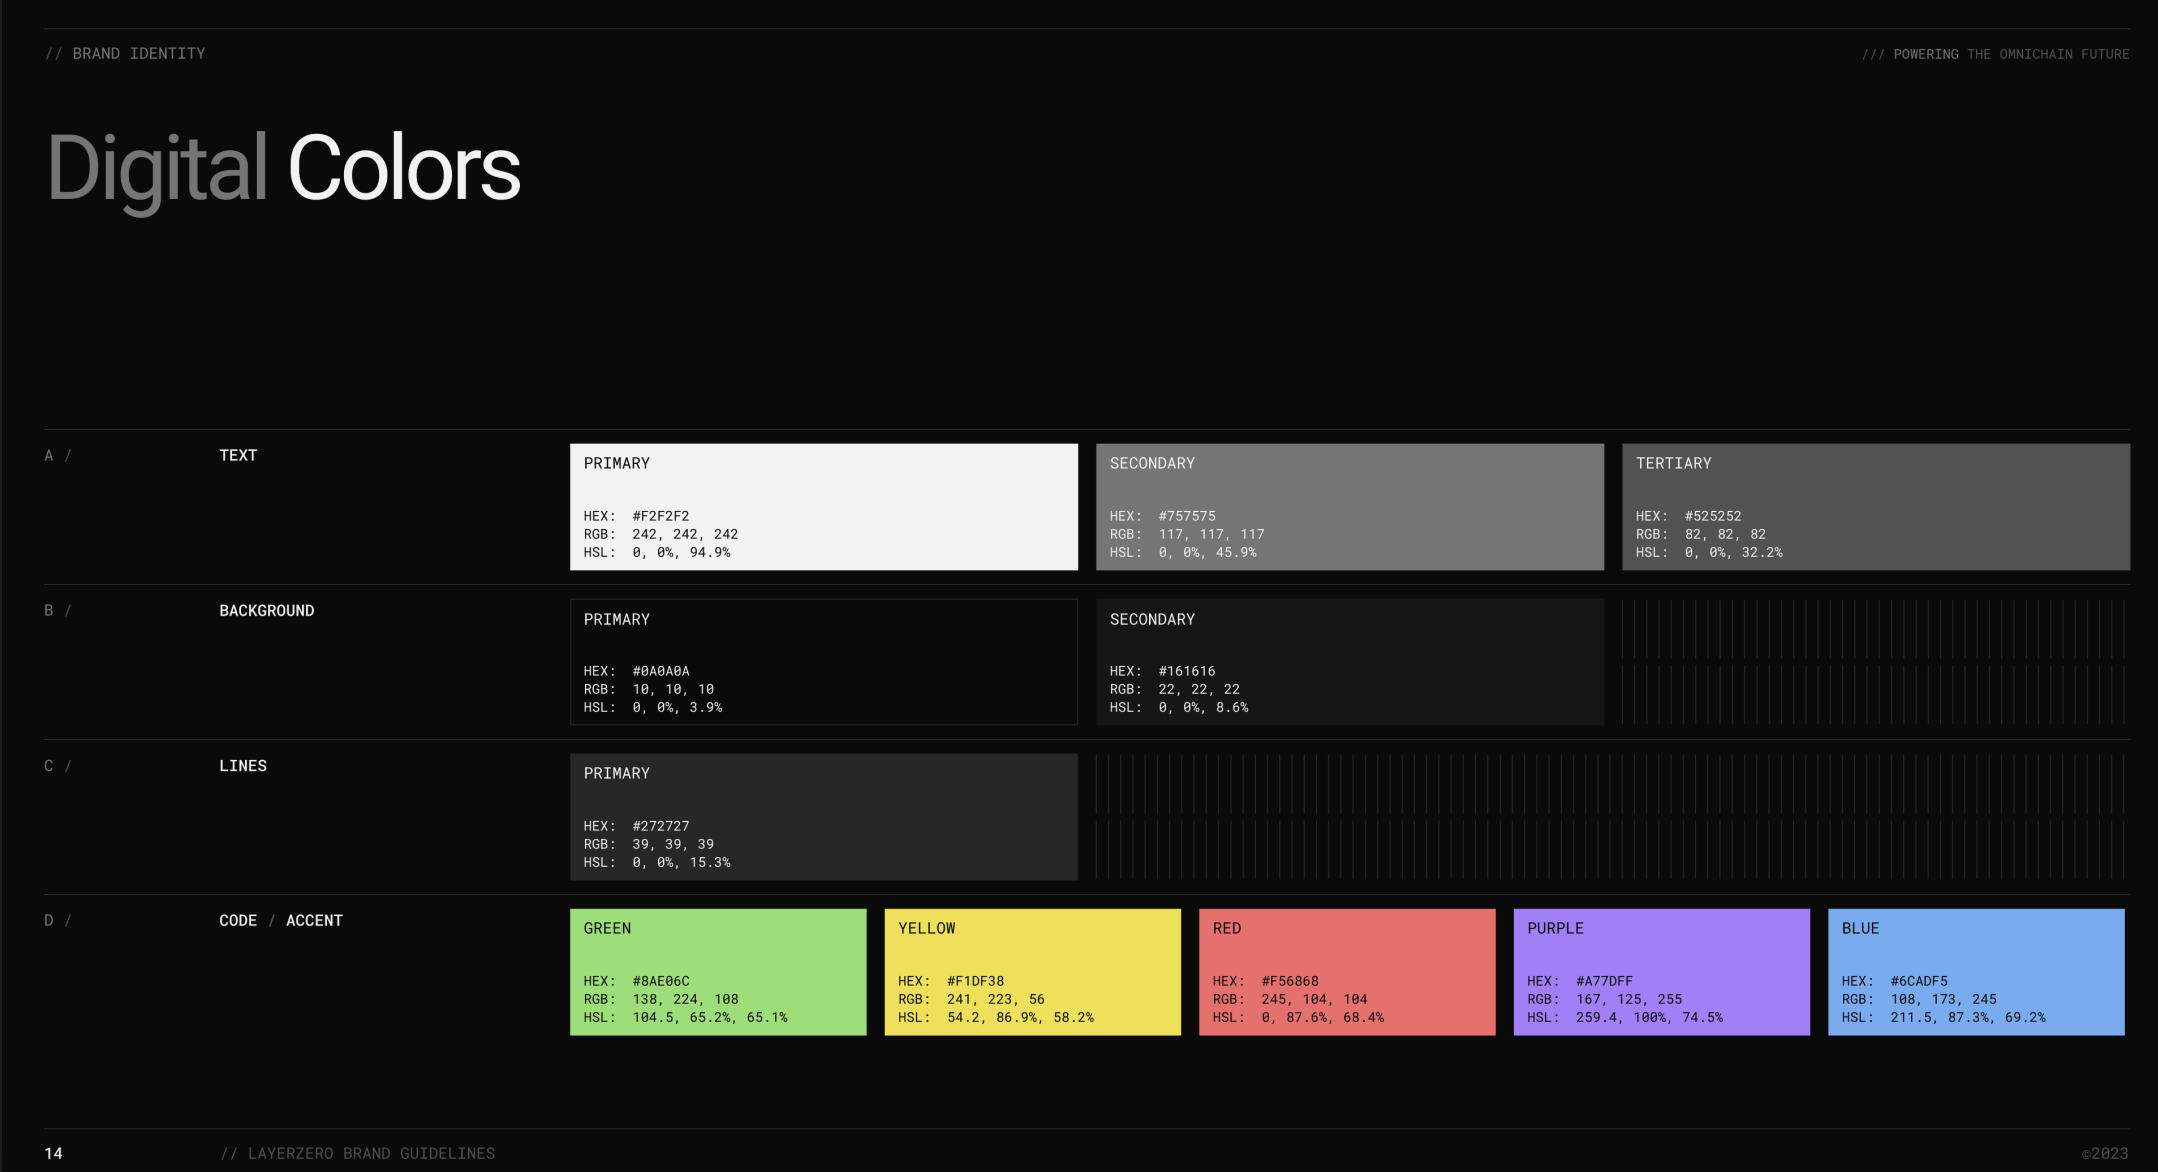 // BRAND IDENTITY
/// POWERING THE OMNICHAIN FUTURE
Digital Colors
A /
TEXT
PRIMARY
HEX: #F2F2F2
RGB: 242, 242, 242
HSL: 0, 0%, 94.9%
SECONDARY
HEX: #757575
RGB: 117, 117, 117
HSL: 0, 0%, 45.9%
TERTIARY
HEX: #525252
RGB: 82, 82, 82
HSL: 0, 0%, 32.2%
B /
BACKGROUND
PRIMARY
HEX: #0A0A0A
RGB: 10, 10, 10
HSL: 0, 0%, 3.9%
SECONDARY
HEX: #161616
RGB: 22, 22, 22
HSL: 0, 0%, 8.6%
C /
LINES
PRIMARY
HEX: #272727
RGB: 39, 39, 39
HSL: 0, 0%, 15.3%
D /
CODE / ACCENT
GREEN
HEX: #8AE06C
RGB: 138, 224, 108
HSL: 104.5, 65.2%, 65.1%
YELLOW
HEX: #F1DF38
RGB: 241, 223, 56
HSL: 54.2, 86.9%, 58.2%
RED
HEX: #F56868
RGB: 245, 104, 104
HSL: 0, 87.6%, 68.4%
PURPLE
HEX: #A77DFF
RGB: 167, 125, 255
HSL: 259.4, 100%, 74.5%
BLUE
HEX: #6CADF5
RGB: 108, 173, 245
HSL: 211.5, 87.3%, 69.2%
14
// LAYERZERO BRAND GUIDELINES
©2023